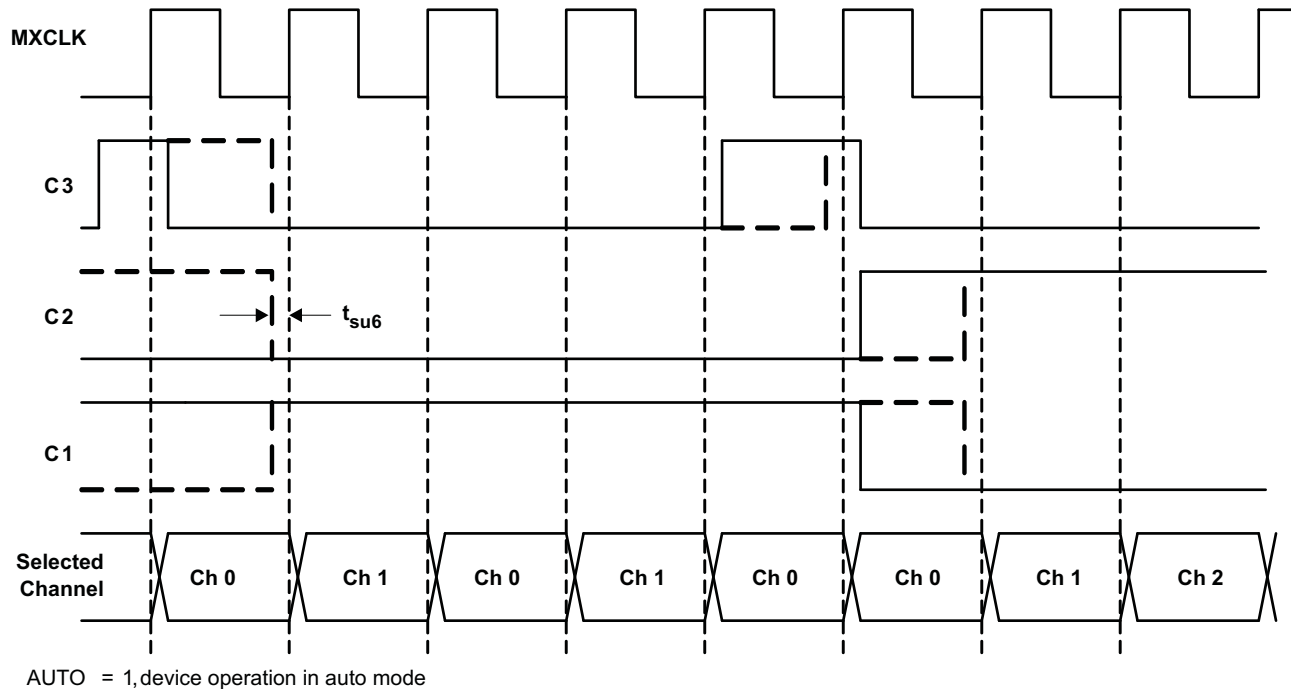 MXCLK
C3
C2
t_su6
C1
Selected
Channel
Ch 0 Ch 1 Ch 0 Ch 1 Ch 0 Ch 0 Ch 1 Ch 2
AUTO = 1, device operation in auto mode